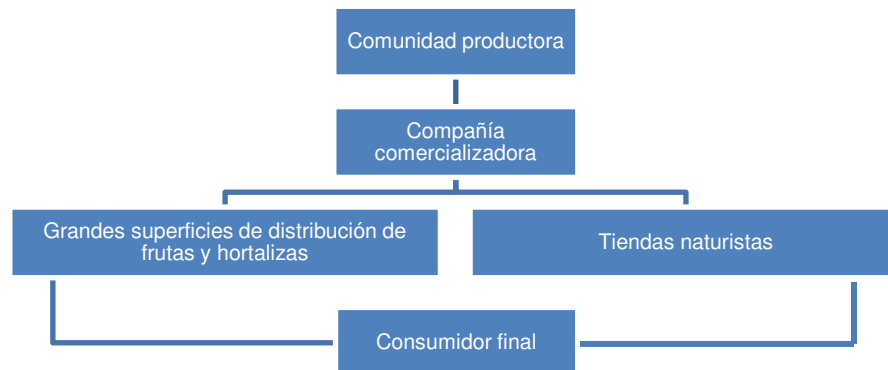 Comunidad productora
Compañía
comercializadora
Grandes superficies de distribución de
frutas y hortalizas
Tiendas naturistas
Consumidor final